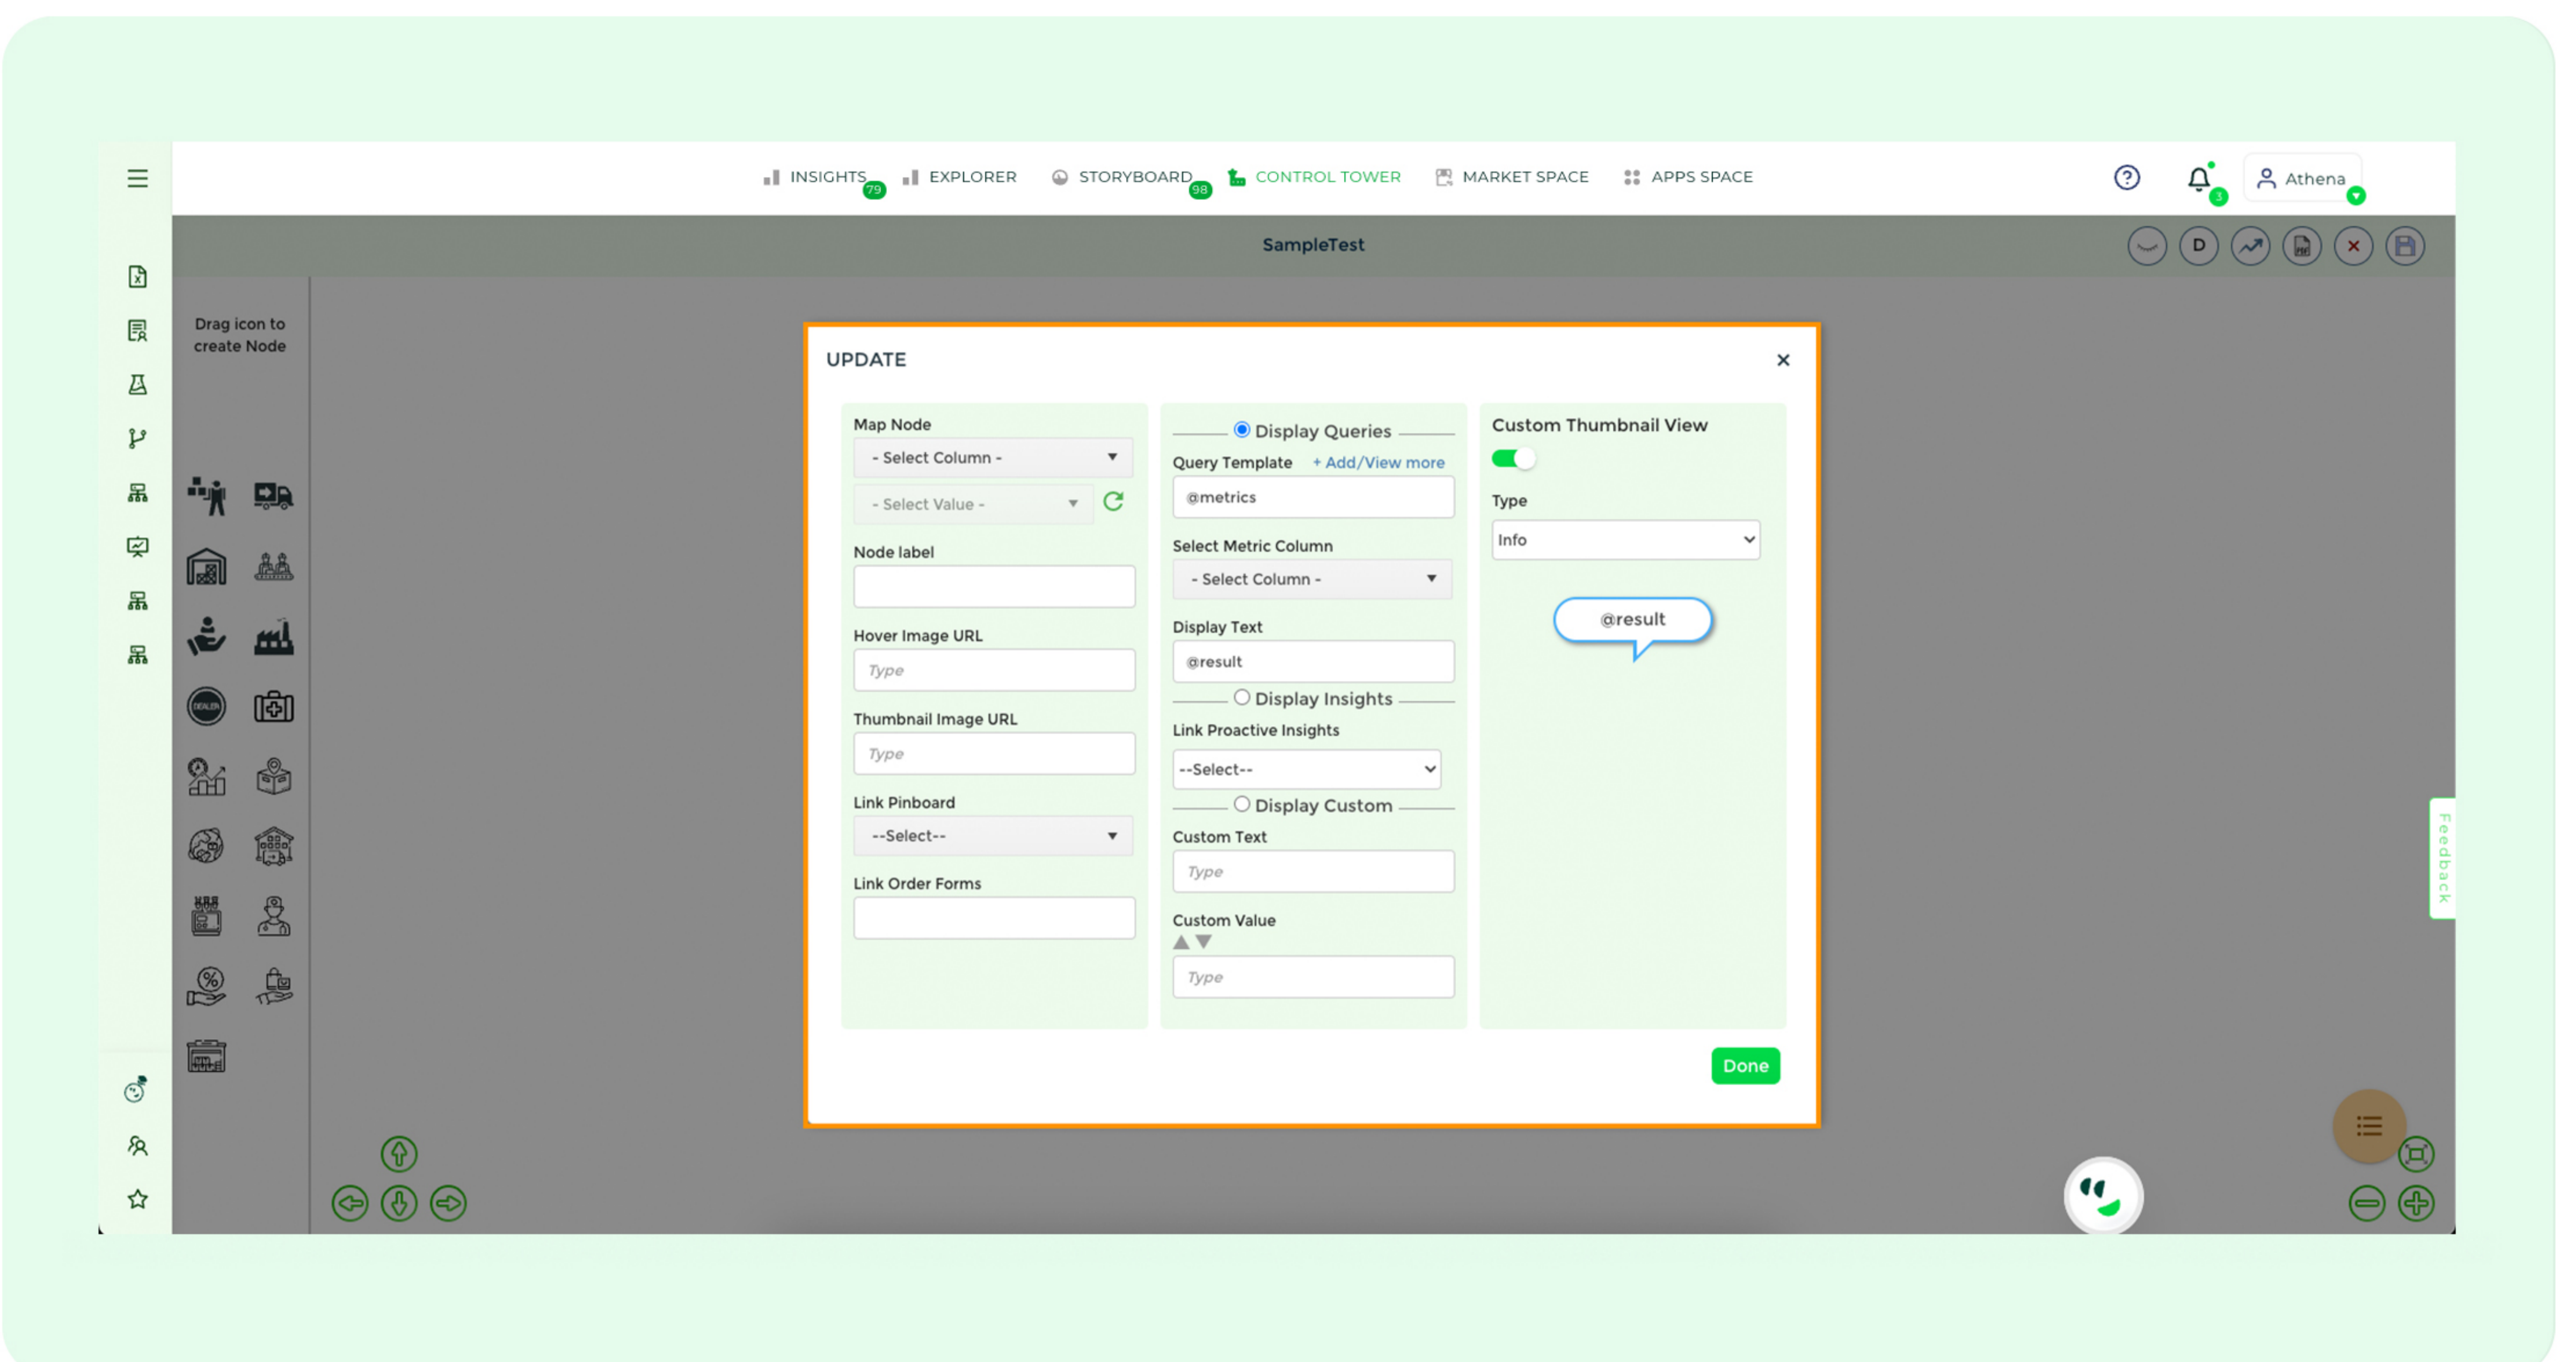 INSIGHTS
79
EXPLORER
STORYBOARD
98
CONTROL TOWER
MARKET SPACE
APPS SPACE
?
3
Athena
SampleTest
D
PDF
Drag icon to
create Node
DEALER
UPDATE
Map Node
- Select Column -
- Select Value -
Node label
Hover Image URL
Type
Thumbnail Image URL
Type
Link Pinboard
--Select--
Link Order Forms
Display Queries
Query Template + Add/View more
@metrics
Select Metric Column
- Select Column -
Display Text
@result
Display Insights
Link Proactive Insights
--Select--
Display Custom
Custom Text
Type
Custom Value
Type
Custom Thumbnail View
Type
Info
@result
Done
Feedback